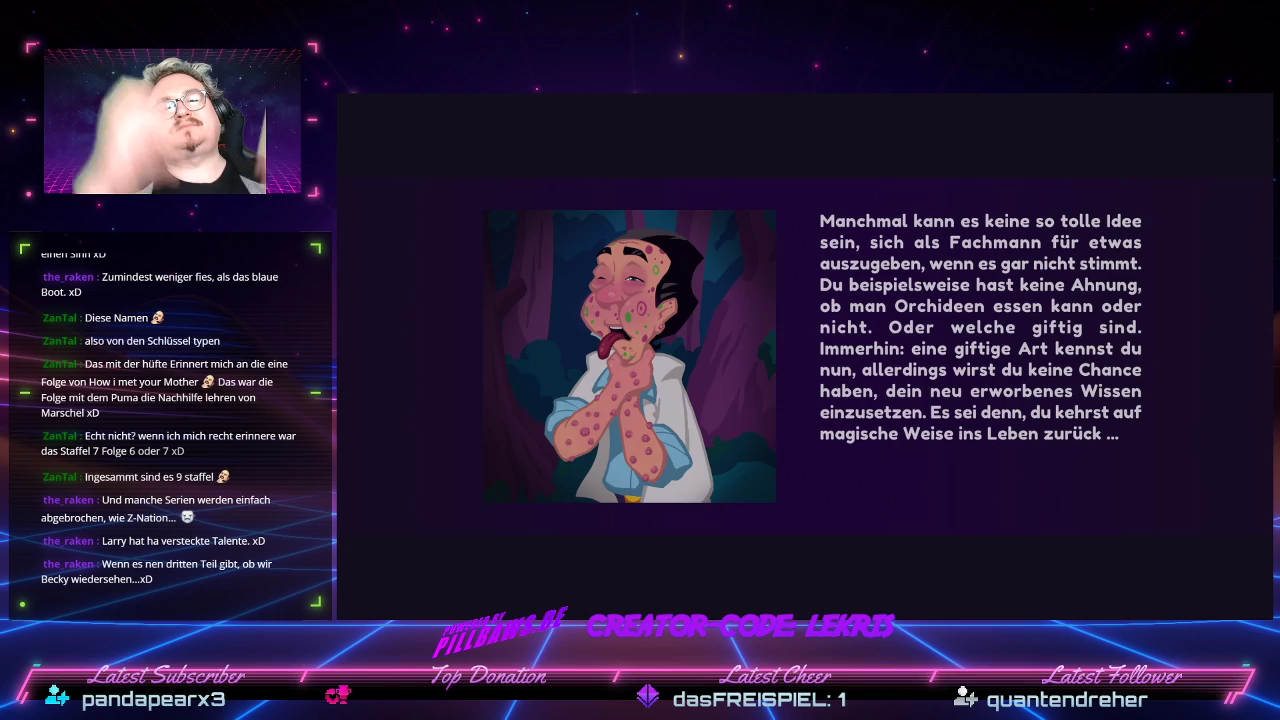 einen Sinn xD
the_raken : Zumindest weniger fies, als das blaue
Boot. xD
ZanTal : Diese Namen
ZanTal : also von den Schlüssel typen
ZanTal : Das mit der hüfte Erinnert mich an die eine
Folge von How i met your Mother Das war die
Folge mit dem Puma die Nachhilfe lehren von
Marschel xD
ZanTal : Echt nicht? wenn ich mich recht erinnere war
das Staffel 7 Folge 6 oder 7 xD
ZanTal : Ingesammt sind es 9 staffel
the_raken : Und manche Serien werden einfach
abgebrochen, wie Z-Nation...
the_raken : Larry hat ha versteckte Talente. xD
the_raken : Wenn es nen dritten Teil gibt, ob wir
Becky wiedersehen...xD
Manchmal kann es keine so tolle Idee
sein, sich als Fachmann für etwas
auszugeben, wenn es gar nicht stimmt.
Du beispielsweise hast keine Ahnung,
ob man Orchideen essen kann oder
nicht. Oder welche giftig sind.
Immerhin: eine giftige Art kennst du
nun, allerdings wirst du keine Chance
haben, dein neu erworbenes Wissen
einzusetzen. Es sei denn, du kehrst auf
magische Weise ins Leben zurück ...
POWERED BY
PILLBAWS.DE
CREATOR CODE: LEKRIS
Latest Subscriber
pandapearx3
Top Donation
Latest Cheer
dasFREISPIEL: 1
Latest Follower
quantendreher